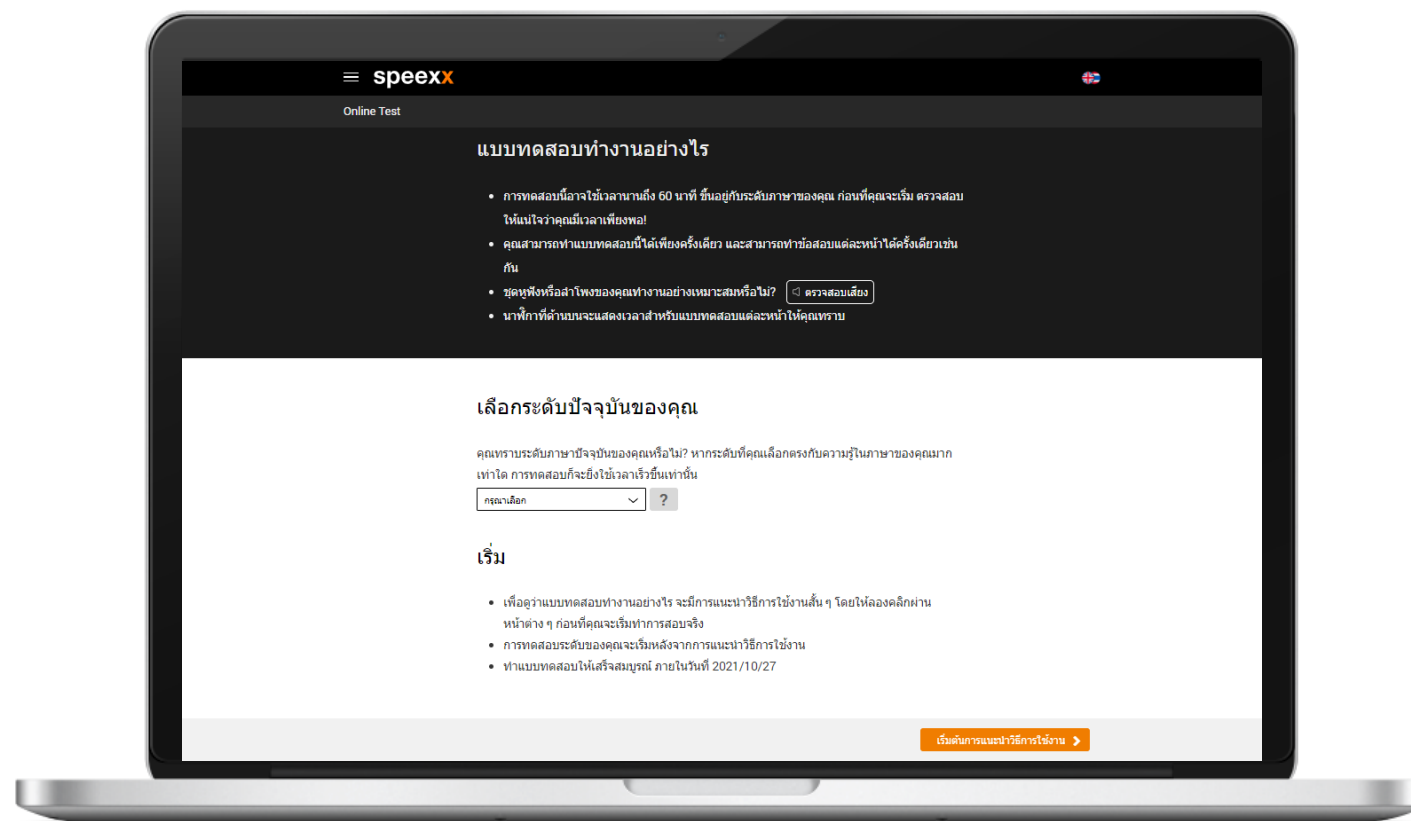 speexx
Online Test
แบบทดสอบทำงานอย่างไร
การทดสอบนี้อาจใช้เวลานานถึง 60 นาที ขึ้นอยู่กับระดับภาษาของคุณ ก่อนที่คุณจะเริ่ม ตรวจสอบ
ให้แน่ใจว่าคุณมีเวลาเพียงพอ!
คุณสามารถทำแบบทดสอบนี้ได้เพียงครั้งเดียว และสามารถทำข้อสอบแต่ละหน้าได้ครั้งเดียวเช่น
กัน
ชุดหูฟังหรือลำโพงของคุณทำงานอย่างเหมาะสมหรือไม่? ตรวจสอบเสียง
นาฬิกาที่ด้านบนจะแสดงเวลาสำหรับแบบทดสอบแต่ละหน้าให้คุณทราบ
เลือกระดับปัจจุบันของคุณ
คุณทราบระดับภาษาปัจจุบันของคุณหรือไม่? หากระดับที่คุณเลือกตรงกับความรู้ในภาษาของคุณมาก
เท่าใด การทดสอบก็จะยิ่งใช้เวลาเร็วขึ้นเท่านั้น
กรุณาเลือก ?
เริ่ม
เพื่อดูว่าแบบทดสอบทำงานอย่างไร จะมีการแนะนำวิธีการใช้งานสั้น ๆ โดยให้ลองคลิกผ่าน
หน้าต่าง ๆ ก่อนที่คุณจะเริ่มทำการสอบจริง
การทดสอบระดับของคุณจะเริ่มหลังจากการแนะนำวิธีการใช้งาน
ทำแบบทดสอบให้เสร็จสมบูรณ์ ภายในวันที่ 2021/10/27
เริ่มต้นการแนะนำวิธีการใช้งาน